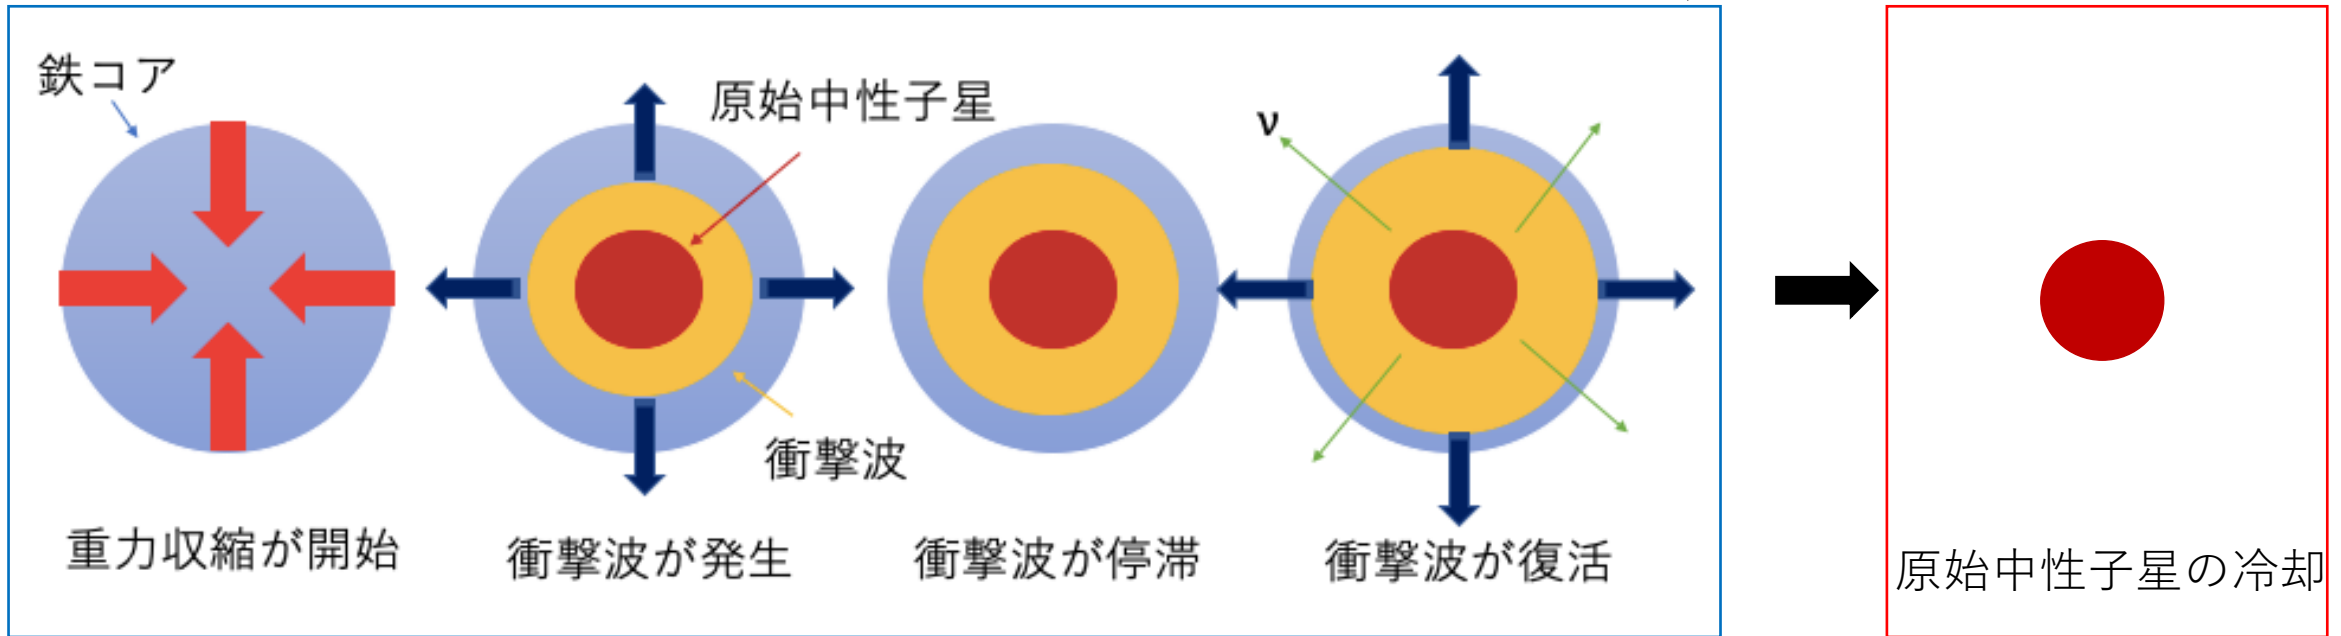 鉄コア
原始中性子星
ν
衝撃波
重力収縮が開始
衝撃波が発生
衝撃波が停滞
衝撃波が復活
原始中性子星の冷却